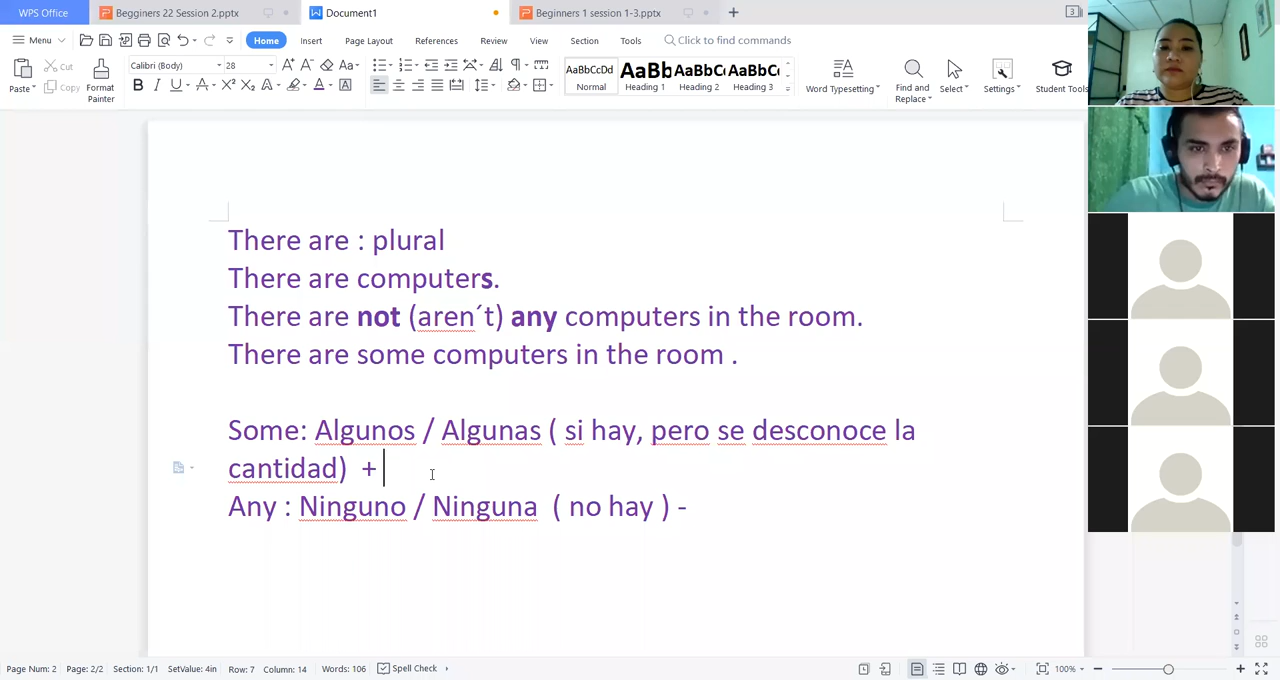 WPS Office
Begginers 22 Session 2.pptx
Document1
Beginners 1 session 1-3.pptx
3
Menu
Home
Insert
Page Layout
References
Review
View
Section
Tools
Click to find commands
Paste
Cut
Copy
Format Painter
Calibri (Body)
28
AaBbCcDd
Normal
AaBb
Heading 1
AaBbCc
Heading 2
AaBbCc
Heading 3
Word Typesetting
Find and Replace
Select
Settings
Student Tools
There are : plural
There are computers.
There are not (aren´t) any computers in the room.
There are some computers in the room .
Some: Algunos / Algunas ( si hay, pero se desconoce la
cantidad)  +
Any : Ninguno / Ninguna  ( no hay ) -
Page Num: 2  Page: 2/2  Section: 1/1  SetValue: 4in  Row: 7  Column: 14  Words: 106  Spell Check  100%